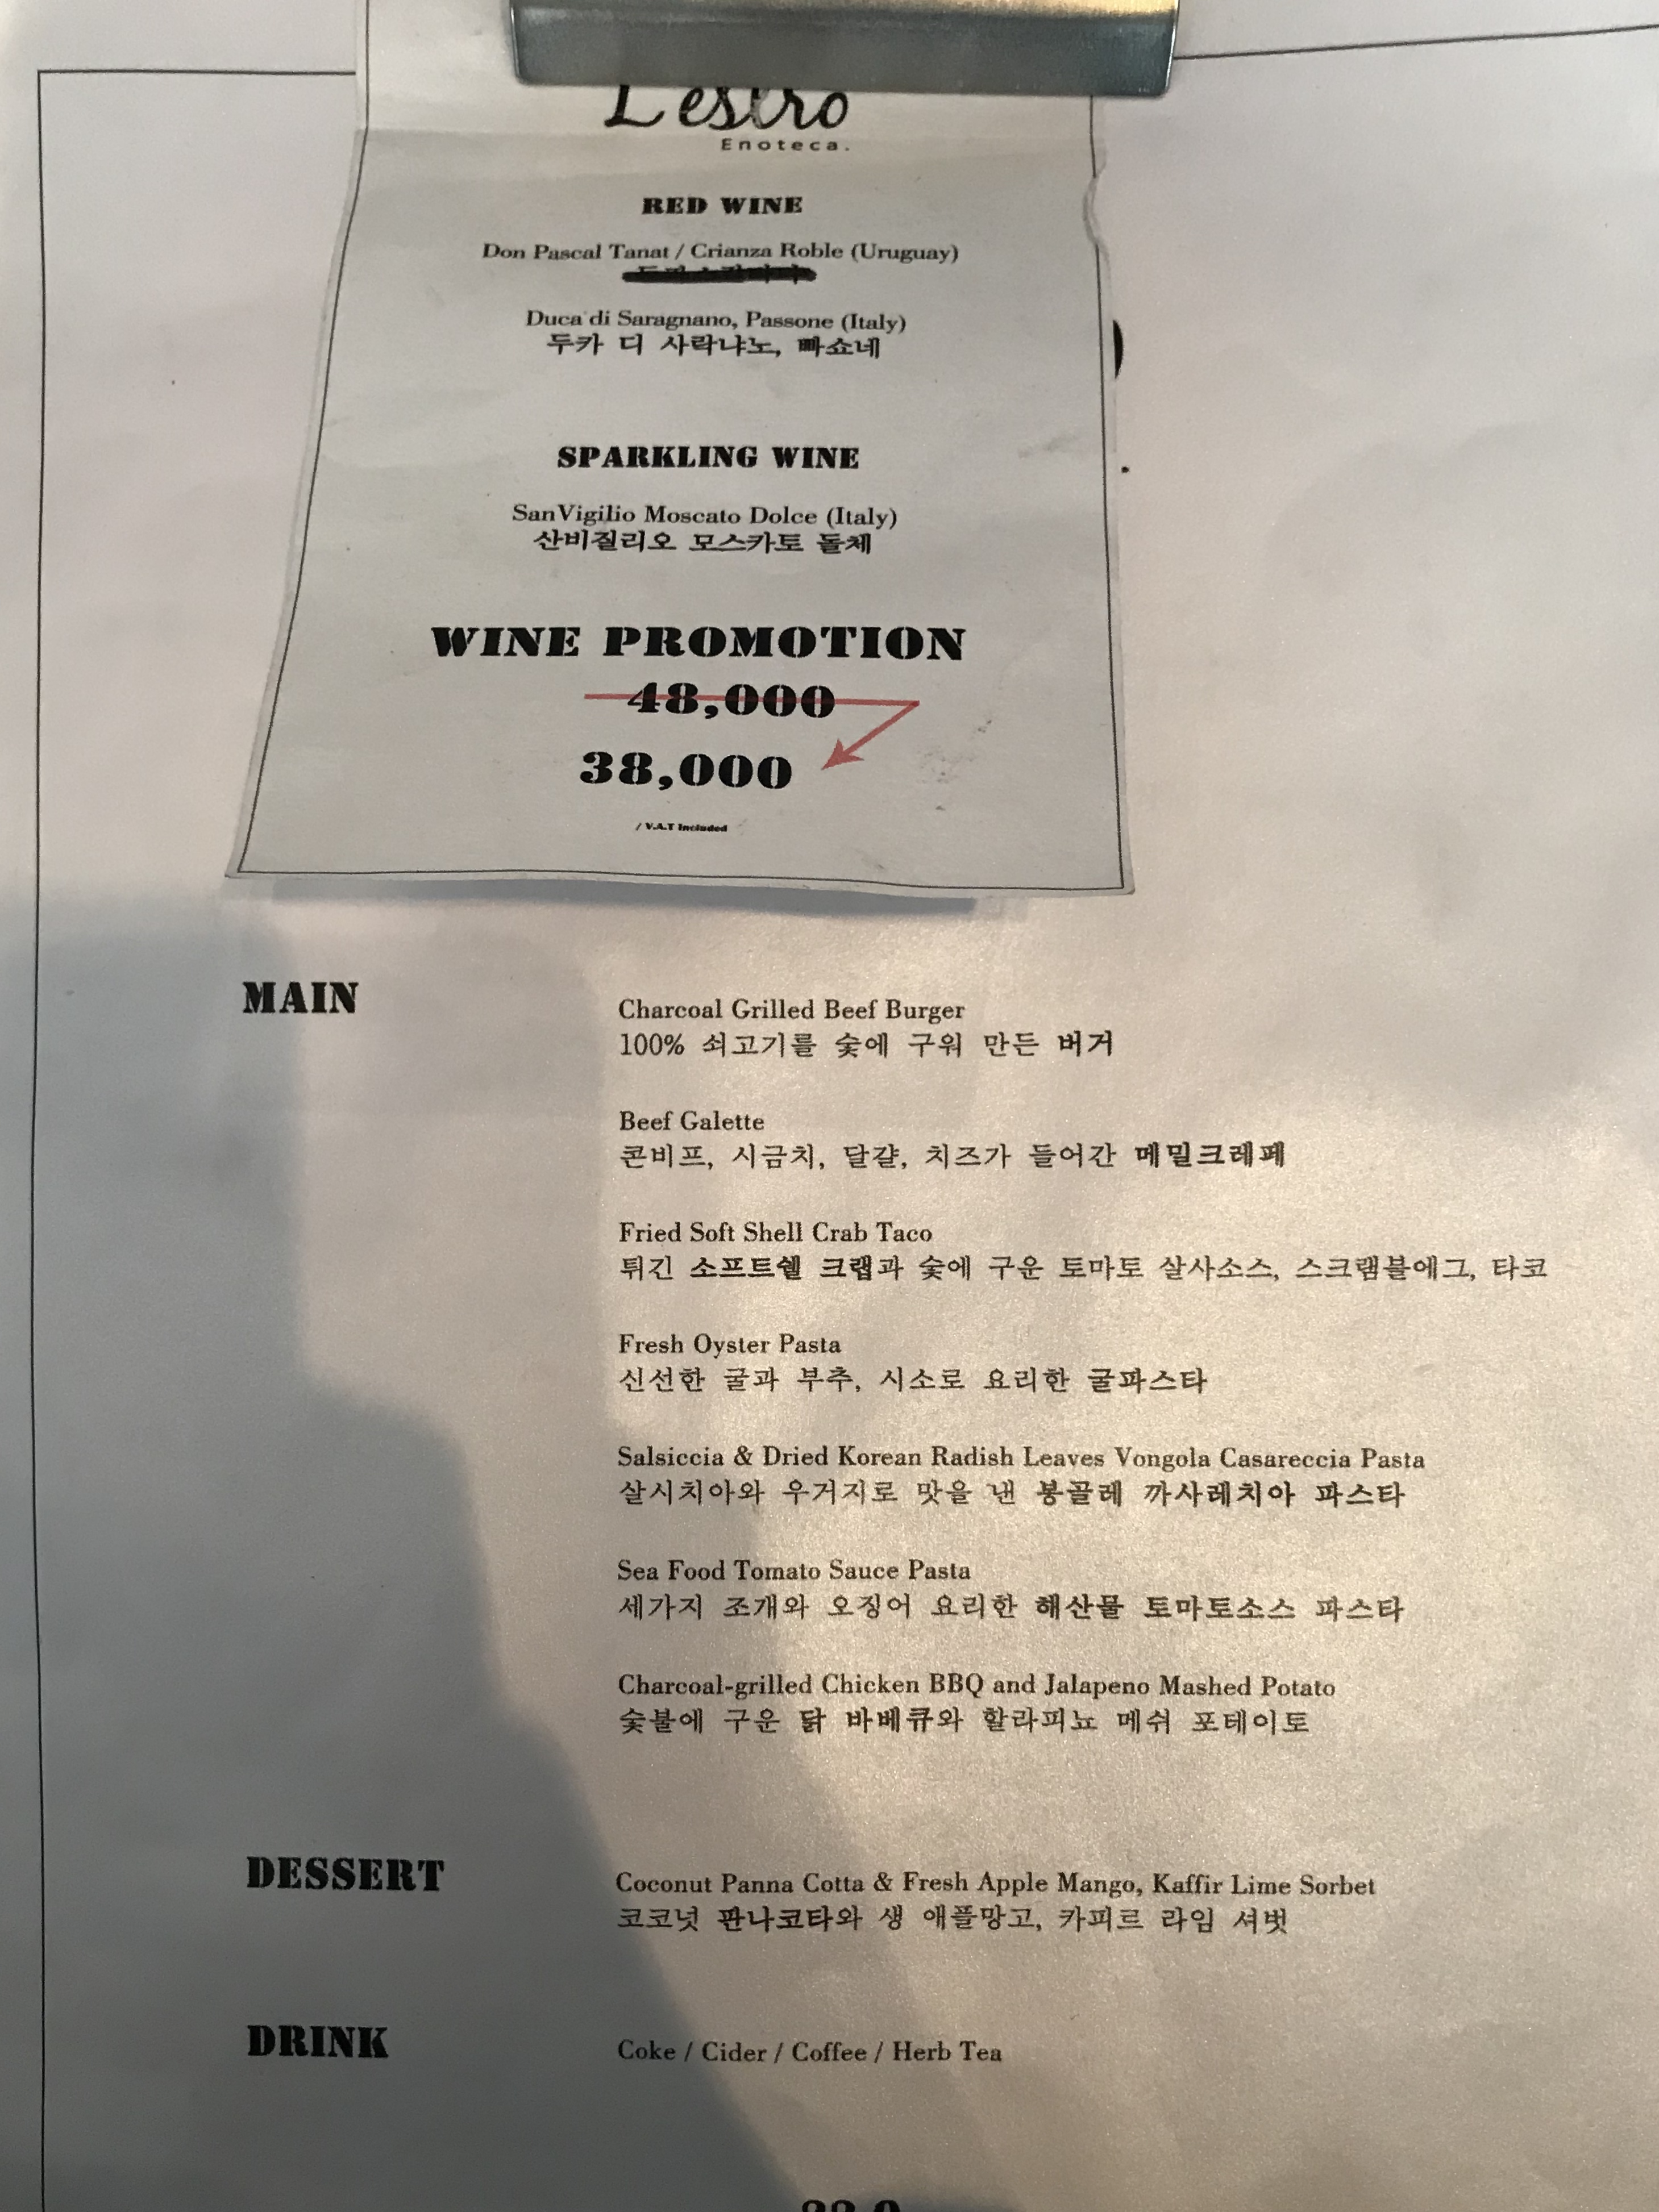 L'estro
Enoteca.
RED WINE
Don Pascal Tanat / Crianza Roble (Uruguay)
Duca di Saragnano, Passone (Italy)
두카 디 사락냐노, 빠쇼네
SPARKLING WINE
SanVigilio Moscato Dolce (Italy)
산비질리오 모스카토 돌체
WINE PROMOTION
48,000
38,000
/ V.A.T Included
MAIN
Charcoal Grilled Beef Burger
100% 쇠고기를 숯에 구워 만든 버거
Beef Galette
콘비프, 시금치, 달걀, 치즈가 들어간 메밀크레페
Fried Soft Shell Crab Taco
튀긴 소프트쉘 크랩과 숯에 구운 토마토 살사소스, 스크램블에그, 타코
Fresh Oyster Pasta
신선한 굴과 부추, 시소로 요리한 굴파스타
Salsiccia & Dried Korean Radish Leaves Vongola Casareccia Pasta
살시치아와 우거지로 맛을 낸 봉골레 까사레치아 파스타
Sea Food Tomato Sauce Pasta
세가지 조개와 오징어 요리한 해산물 토마토소스 파스타
Charcoal-grilled Chicken BBQ and Jalapeno Mashed Potato
숯불에 구운 닭 바베큐와 할라피뇨 메쉬 포테이토
DESSERT
Coconut Panna Cotta & Fresh Apple Mango, Kaffir Lime Sorbet
코코넛 판나코타와 생 애플망고, 카피르 라임 셔벗
DRINK
Coke / Cider / Coffee / Herb Tea